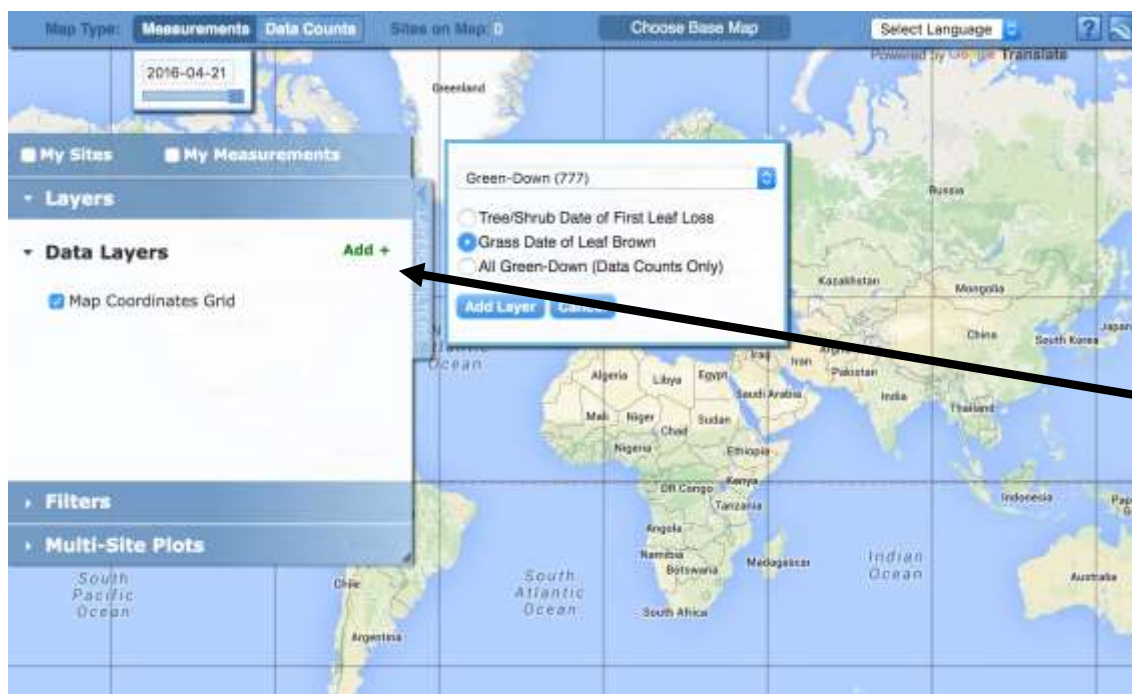 Map Type: Measurements Data Counts Sites on Map: 0 Choose Base Map Select Language ?
Powered by Google Translate
2016-04-21
Greenland
My Sites My Measurements
Layers
Data Layers Add +
Map Coordinates Grid
Filters
Multi-Site Plots
Green-Down (777)
Tree/Shrub Date of First Leaf Loss
Grass Date of Leaf Brown
All Green-Down (Data Counts Only)
Add Layer
Russia
Kazakhstan
Mongolia
China
South Korea
Japan
Ocean
Iraq
Iran
Pakistan
Algeria
Libya
Egypt
Saudi Arabia
India
Thailand
Mali
Niger
Chad
Sudan
Nigeria
Ethiopia
DR Congo
Kenya
Tanzania
Indonesia
Angola
Namibia
Botswana
Madagascar
Indian
Ocean
South
Pacific
Ocean
Chile
South
Atlantic
Ocean
South Africa
Australia
Argentina